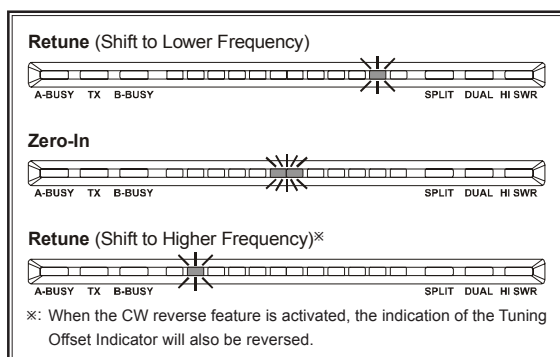 Retune (Shift to Lower Frequency)
A-BUSY TX B-BUSY SPLIT DUAL HI SWR
Zero-In
A-BUSY TX B-BUSY SPLIT DUAL HI SWR
Retune (Shift to Higher Frequency)※
A-BUSY TX B-BUSY SPLIT DUAL HI SWR
※: When the CW reverse feature is activated, the indication of the Tuning
Offset Indicator will also be reversed.